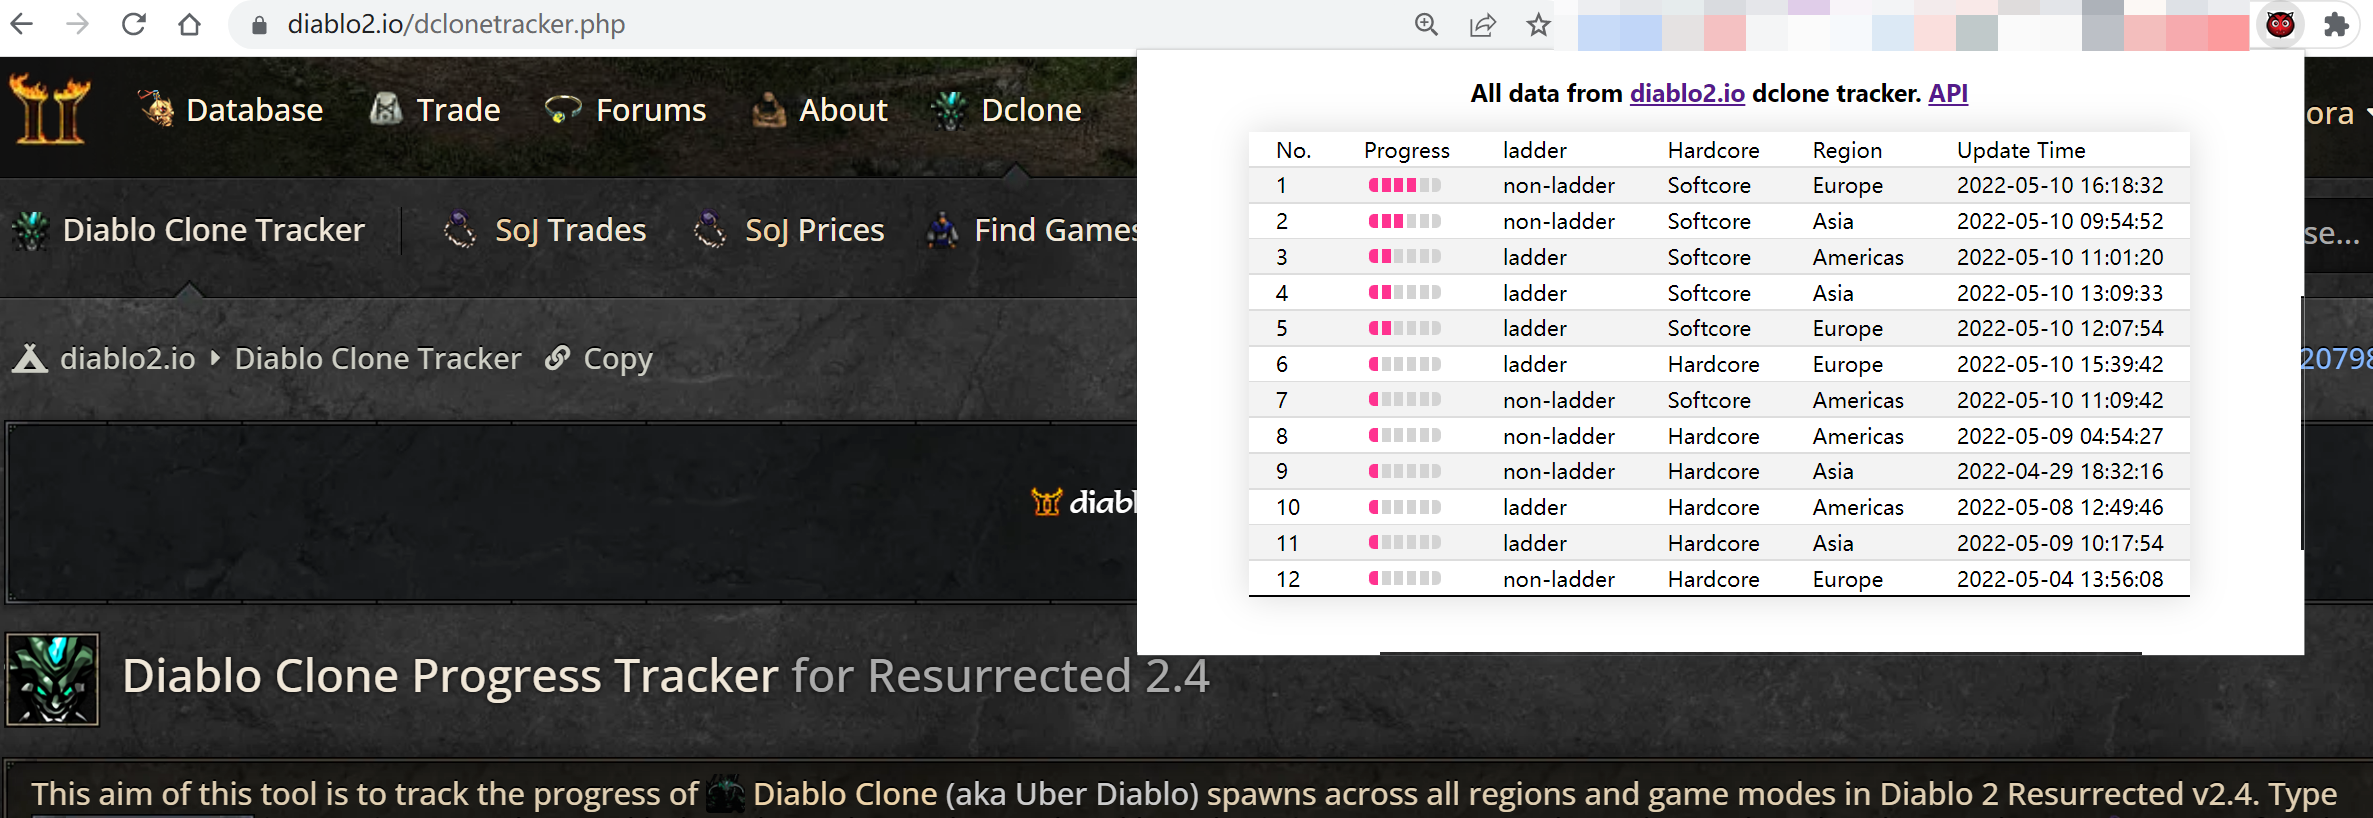 diablo2.io/dclonetracker.php
Database Trade Forums About Dclone
ora
Diablo Clone Tracker SoJ Trades SoJ Prices Find Games
se...
diablo2.io Diablo Clone Tracker Copy
20798
diabl
All data from diablo2.io dclone tracker. API
No. Progress ladder Hardcore Region Update Time
1 non-ladder Softcore Europe 2022-05-10 16:18:32
2 non-ladder Softcore Asia 2022-05-10 09:54:52
3 ladder Softcore Americas 2022-05-10 11:01:20
4 ladder Softcore Asia 2022-05-10 13:09:33
5 ladder Softcore Europe 2022-05-10 12:07:54
6 ladder Hardcore Europe 2022-05-10 15:39:42
7 non-ladder Softcore Americas 2022-05-10 11:09:42
8 non-ladder Hardcore Americas 2022-05-09 04:54:27
9 non-ladder Hardcore Asia 2022-04-29 18:32:16
10 ladder Hardcore Americas 2022-05-08 12:49:46
11 ladder Hardcore Asia 2022-05-09 10:17:54
12 non-ladder Hardcore Europe 2022-05-04 13:56:08
Diablo Clone Progress Tracker for Resurrected 2.4
This aim of this tool is to track the progress of Diablo Clone (aka Uber Diablo) spawns across all regions and game modes in Diablo 2 Resurrected v2.4. Type